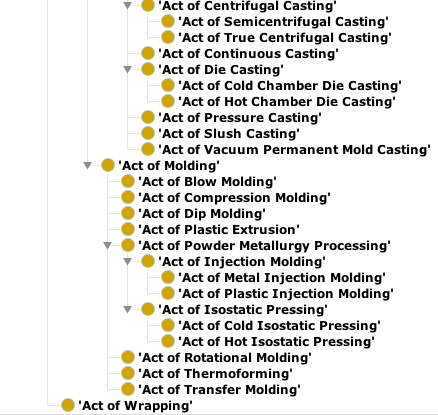 'Act of Centrifugal Casting'
'Act of Semicentrifugal Casting'
'Act of True Centrifugal Casting'
'Act of Continuous Casting'
'Act of Die Casting'
'Act of Cold Chamber Die Casting'
'Act of Hot Chamber Die Casting'
'Act of Pressure Casting'
'Act of Slush Casting'
'Act of Vacuum Permanent Mold Casting'
'Act of Molding'
'Act of Blow Molding'
'Act of Compression Molding'
'Act of Dip Molding'
'Act of Plastic Extrusion'
'Act of Powder Metallurgy Processing'
'Act of Injection Molding'
'Act of Metal Injection Molding'
'Act of Plastic Injection Molding'
'Act of Isostatic Pressing'
'Act of Cold Isostatic Pressing'
'Act of Hot Isostatic Pressing'
'Act of Rotational Molding'
'Act of Thermoforming'
'Act of Transfer Molding'
'Act of Wrapping'